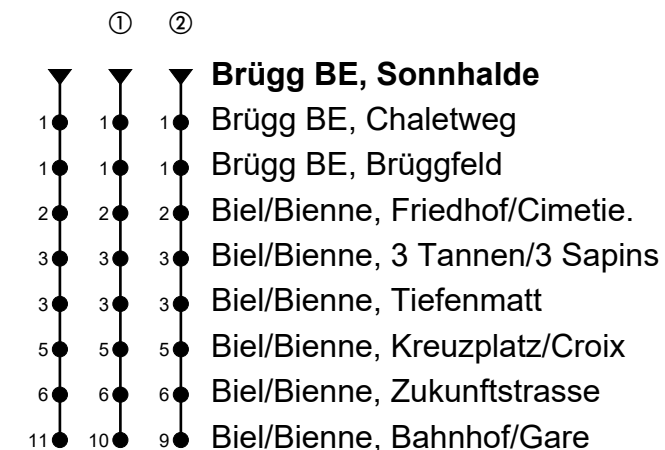 ① ②
Brügg BE, Sonnhalde
1 1 1 Brügg BE, Chaletweg
1 1 1 Brügg BE, Brüggfeld
2 2 2 Biel/Bienne, Friedhof/Cimetie.
3 3 3 Biel/Bienne, 3 Tannen/3 Sapins
3 3 3 Biel/Bienne, Tiefenmatt
5 5 5 Biel/Bienne, Kreuzplatz/Croix
6 6 6 Biel/Bienne, Zukunftstrasse
11 10 9 Biel/Bienne, Bahnhof/Gare